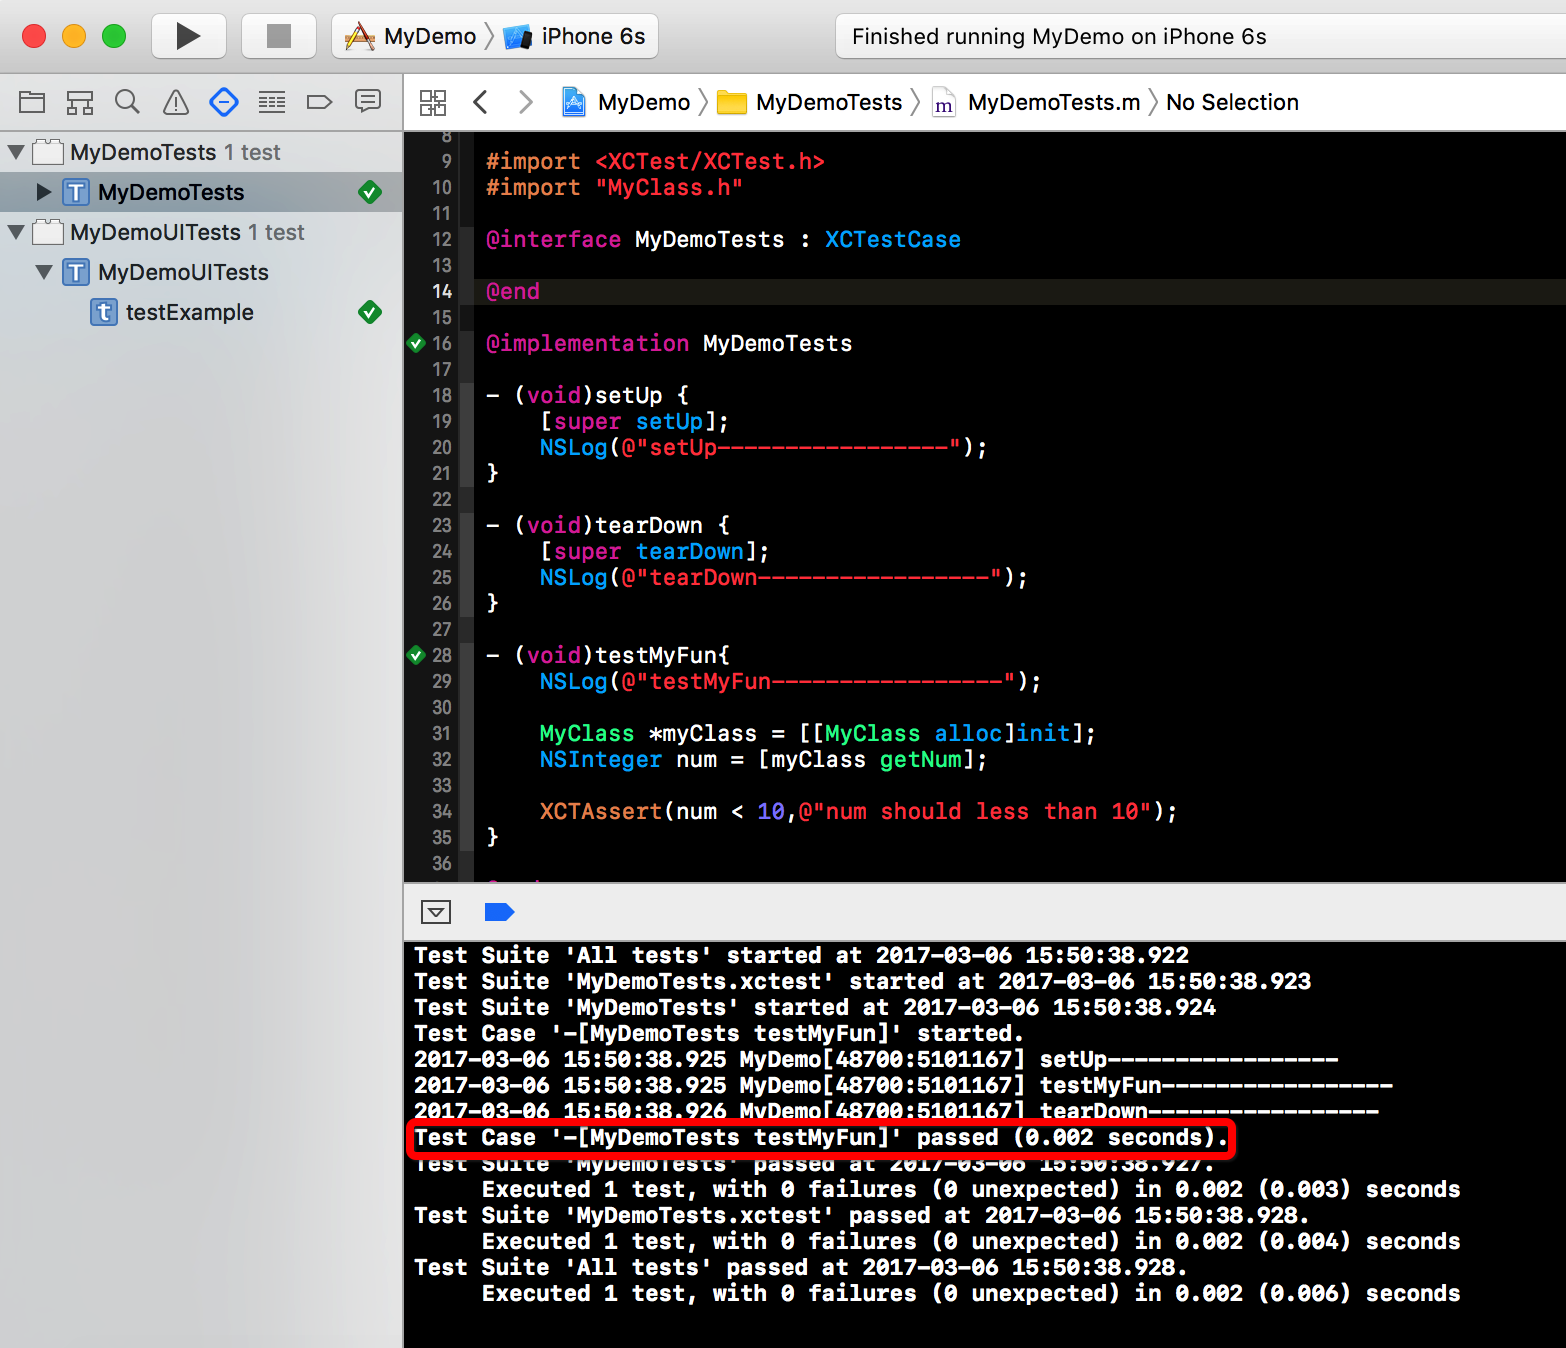 MyDemo iPhone 6s
Finished running MyDemo on iPhone 6s
MyDemo MyDemoTests MyDemoTests.m No Selection
MyDemoTests 1 test
MyDemoTests
MyDemoUITests 1 test
MyDemoUITests
testExample
8
9 #import <XCTest/XCTest.h>
10 #import "MyClass.h"
11
12 @interface MyDemoTests : XCTestCase
13
14 @end
15
16 @implementation MyDemoTests
17
18 - (void)setUp {
19 [super setUp];
20 NSLog(@"setUp-----------------");
21 }
22
23 - (void)tearDown {
24 [super tearDown];
25 NSLog(@"tearDown-----------------");
26 }
27
28 - (void)testMyFun{
29 NSLog(@"testMyFun-----------------");
30
31 MyClass *myClass = [[MyClass alloc]init];
32 NSInteger num = [myClass getNum];
33
34 XCTAssert(num < 10,@"num should less than 10");
35 }
36
Test Suite 'All tests' started at 2017-03-06 15:50:38.922
Test Suite 'MyDemoTests.xctest' started at 2017-03-06 15:50:38.923
Test Suite 'MyDemoTests' started at 2017-03-06 15:50:38.924
Test Case '-[MyDemoTests testMyFun]' started.
2017-03-06 15:50:38.925 MyDemo[48700:5101167] setUp-----------------
2017-03-06 15:50:38.925 MyDemo[48700:5101167] testMyFun-----------------
2017-03-06 15:50:38.926 MyDemo[48700:5101167] tearDown-----------------
Test Case '-[MyDemoTests testMyFun]' passed (0.002 seconds).
Test Suite 'MyDemoTests' passed at 2017-03-06 15:50:38.927.
Executed 1 test, with 0 failures (0 unexpected) in 0.002 (0.003) seconds
Test Suite 'MyDemoTests.xctest' passed at 2017-03-06 15:50:38.928.
Executed 1 test, with 0 failures (0 unexpected) in 0.002 (0.004) seconds
Test Suite 'All tests' passed at 2017-03-06 15:50:38.928.
Executed 1 test, with 0 failures (0 unexpected) in 0.002 (0.006) seconds